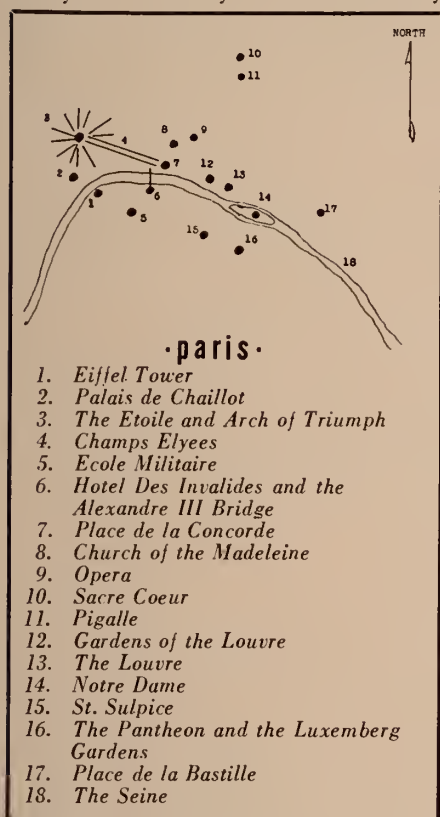 NORTH
10
11
3
4
8
9
7
2
12
13
1
6
14
5
17
15
16
18
·paris·
1. Eiffel Tower
2. Palais de Chaillot
3. The Etoile and Arch of Triumph
4. Champs Elyees
5. Ecole Militaire
6. Hotel Des Invalides and the
Alexandre III Bridge
7. Place de la Concorde
8. Church of the Madeleine
9. Opera
10. Sacre Coeur
11. Pigalle
12. Gardens of the Louvre
13. The Louvre
14. Notre Dame
15. St. Sulpice
16. The Pantheon and the Luxemberg
Gardens
17. Place de la Bastille
18. The Seine